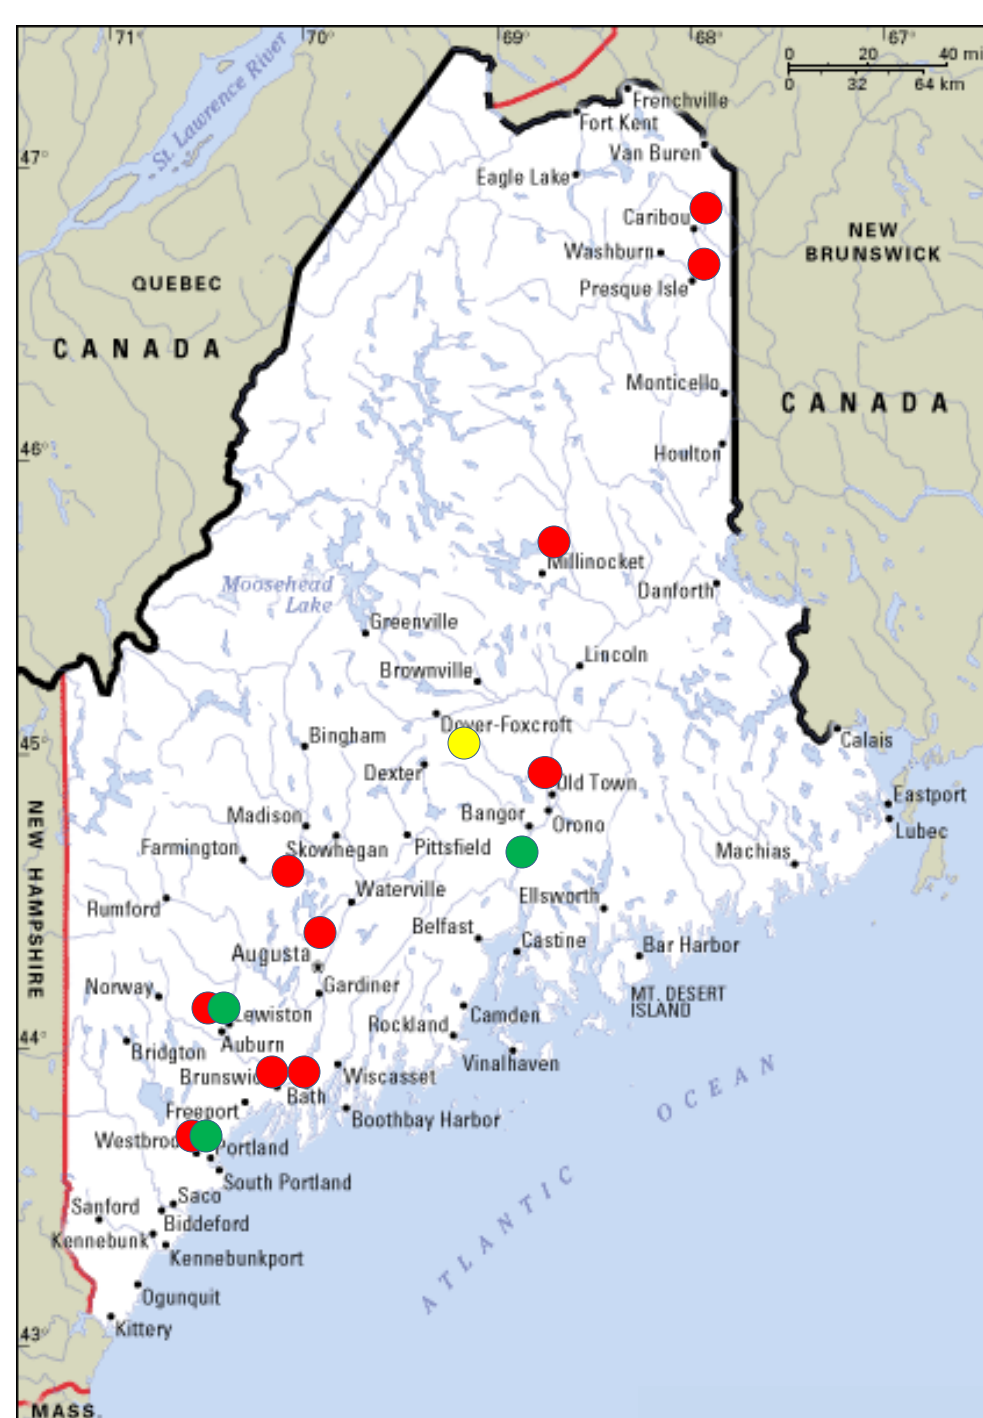 71°
70°
69°
68°
67°
0 20 40 mi
0 32 64 km
St. Lawrence River
Frenchville
Fort Kent
Van Buren
47°
Eagle Lake
Caribou
NEW
BRUNSWICK
Washburn
QUEBEC
Presque Isle
CANADA
Monticello
CANADA
46°
Houlton
Millinocket
Moosehead
Lake
Danforth
Greenville
Lincoln
Brownville
Dover-Foxcroft
45°
Bingham
Calais
Dexter
Old Town
Eastport
NEW HAMPSHIRE
Madison
Bangor
Orono
Lubec
Farmington
Skowhegan
Pittsfield
Machias
Waterville
Ellsworth
Rumford
Belfast
Castine
Bar Harbor
Augusta
Norway
Gardiner
MT. DESERT
ISLAND
Lewiston
Camden
44°
Rockland
Auburn
Bridgton
Vinalhaven
Brunswic
Wiscasset
Bath
Freeport
Boothbay Harbor
ATLANTIC OCEAN
Westbroo
Portland
South Portland
Saco
Sanford
Biddeford
Kennebunk
Kennebunkport
Ogunquit
43°
Kittery
MASS.